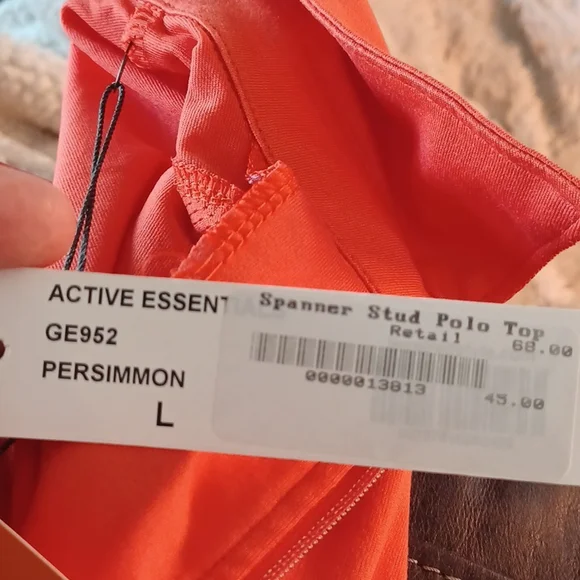 ACTIVE ESSENT
GE952
PERSIMMON
L
Spanner Stud Polo Top
Retail 68.00
0000013813
45.00